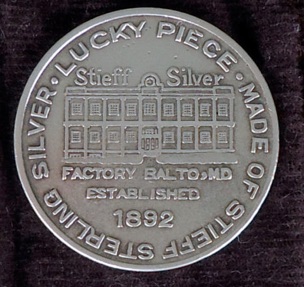 LUCKY PIECE · MADE OF STIEFF STERLING SILVER ·
Stieff Silver
FACTORY BALTO., MD
ESTABLISHED
1892